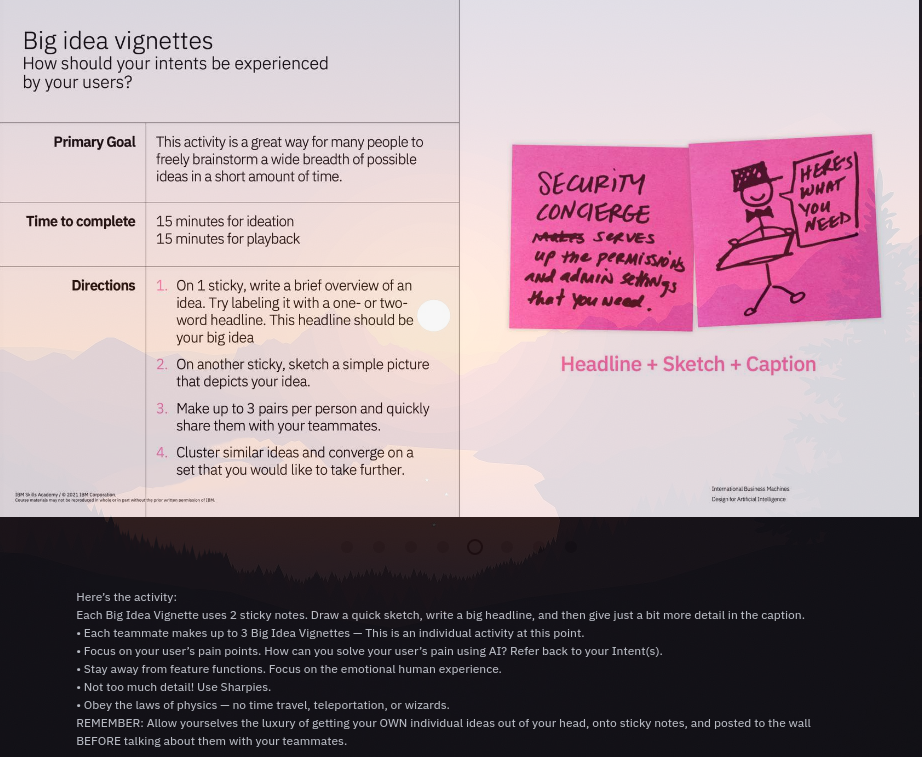 Big idea vignettes
How should your intents be experienced
by your users?
Primary Goal
This activity is a great way for many people to
freely brainstorm a wide breadth of possible
ideas in a short amount of time.
Time to complete
15 minutes for ideation
15 minutes for playback
Directions
1. On 1 sticky, write a brief overview of an
idea. Try labeling it with a one- or two-
word headline. This headline should be
your big idea
2. On another sticky, sketch a simple picture
that depicts your idea.
3. Make up to 3 pairs per person and quickly
share them with your teammates.
4. Cluster similar ideas and converge on a
set that you would like to take further.
IBM Skills Academy / © 2021 IBM Corporation.
Course materials may not be reproduced in whole or in part without the prior written permission of IBM.
SECURITY
CONCIERGE
Makes SERVES
up the PERMISSIONS
and admin settings
that you need.
HERE'S
WHAT
YOU
NEED
Headline + Sketch + Caption
International Business Machines
Design for Artificial Intelligence
Here's the activity:
Each Big Idea Vignette uses 2 sticky notes. Draw a quick sketch, write a big headline, and then give just a bit more detail in the caption.
• Each teammate makes up to 3 Big Idea Vignettes — This is an individual activity at this point.
• Focus on your user's pain points. How can you solve your user's pain using AI? Refer back to your Intent(s).
• Stay away from feature functions. Focus on the emotional human experience.
• Not too much detail! Use Sharpies.
• Obey the laws of physics — no time travel, teleportation, or wizards.
REMEMBER: Allow yourselves the luxury of getting your OWN individual ideas out of your head, onto sticky notes, and posted to the wall
BEFORE talking about them with your teammates.